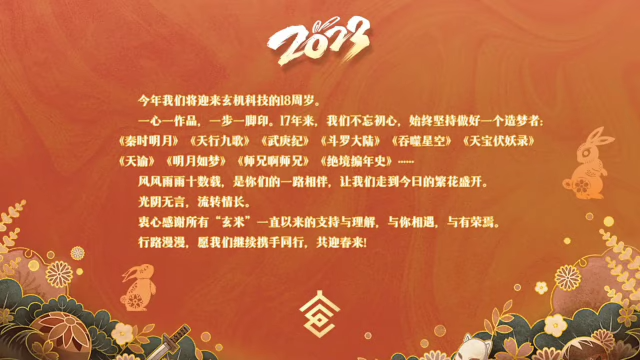 2023
今年我们将迎来玄机科技的18周岁。
一心一作品，一步一脚印。17年来，我们不忘初心，始终坚持做好一个造梦者：
《秦时明月》《天行九歌》《武庚纪》《斗罗大陆》《吞噬星空》《天宝伏妖录》
《天谕》《明月如梦》《师兄啊师兄》《绝境编年史》……
风风雨雨十数载，是你们的一路相伴，让我们走到今日的繁花盛开。
光阴无言，流转情长。
衷心感谢所有“玄米”一直以来的支持与理解，与你相遇，与有荣焉。
行路漫漫，愿我们继续携手同行，共迎春来！